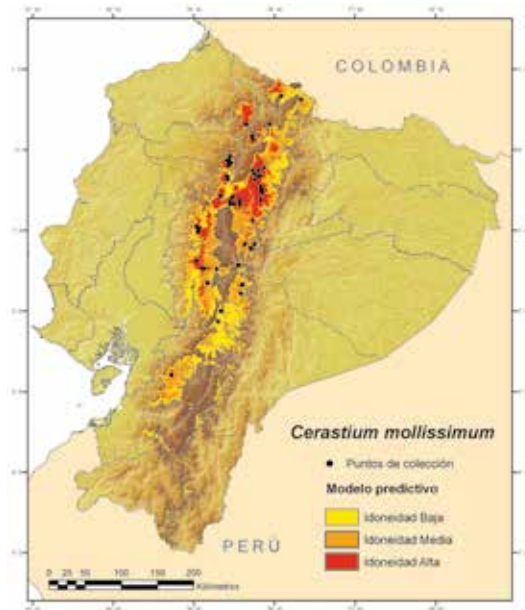 COLOMBIA
Cerastium mollissimum
Puntos de colección
Modelo predictivo
Idoneidad Baja
Idoneidad Media
Idoneidad Alta
PERÚ
0 25 50 100 150 200
Kilómetros